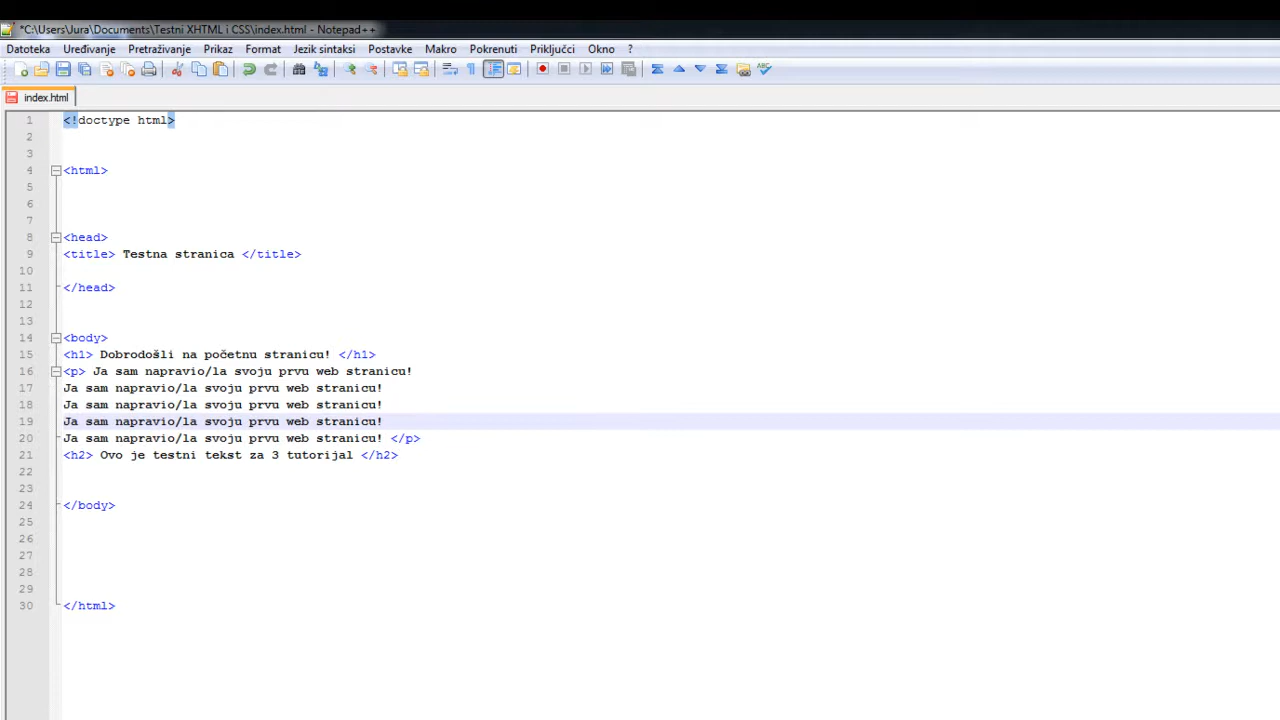 *C:\Users\Jura\Documents\Testni XHTML i CSS\index.html - Notepad++
Datoteka Uređivanje Pretraživanje Prikaz Format Jezik sintaksi Postavke Makro Pokrenuti Priključci Okno ?
index.html
1 <!doctype html>
2
3
4 <html>
5
6
7
8 <head>
9 <title> Testna stranica </title>
10
11 </head>
12
13
14 <body>
15 <h1> Dobrodošli na početnu stranicu! </h1>
16 <p> Ja sam napravio/la svoju prvu web stranicu!
17 Ja sam napravio/la svoju prvu web stranicu!
18 Ja sam napravio/la svoju prvu web stranicu!
19 Ja sam napravio/la svoju prvu web stranicu!
20 Ja sam napravio/la svoju prvu web stranicu! </p>
21 <h2> Ovo je testni tekst za 3 tutorijal </h2>
22
23
24 </body>
25
26
27
28
29
30 </html>